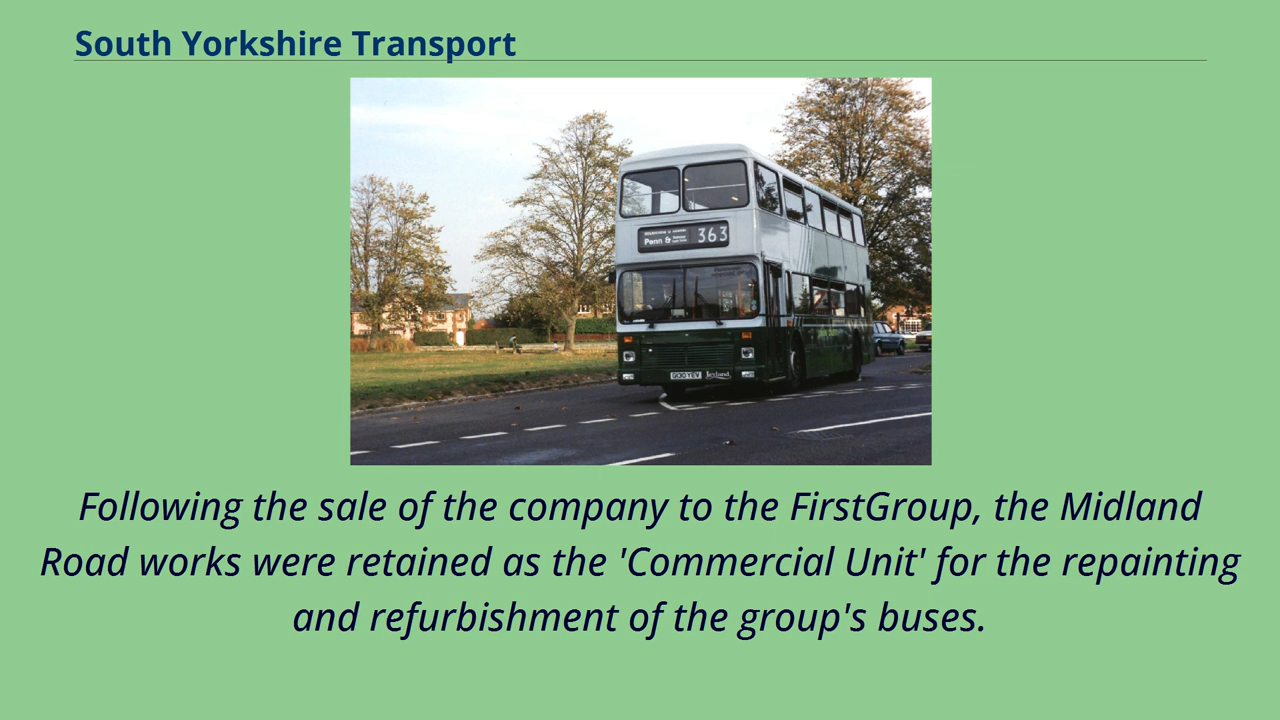 South Yorkshire Transport
Penn &
363
Leyland
Following the sale of the company to the FirstGroup, the Midland
Road works were retained as the 'Commercial Unit' for the repainting
and refurbishment of the group's buses.